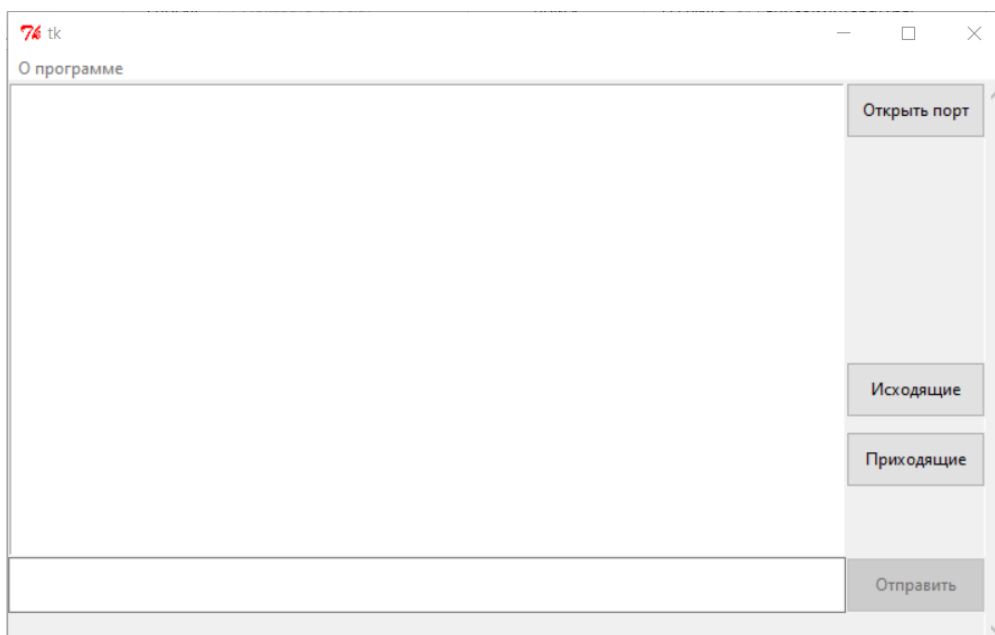 tk
О программе
Открыть порт
Исходящие
Приходящие
Отправить